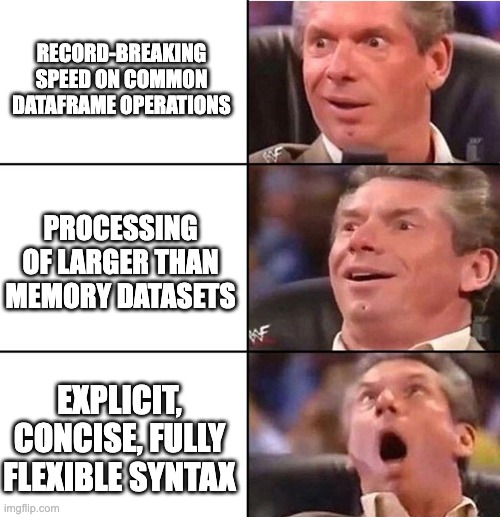 RECORD-BREAKING
SPEED ON COMMON
DATAFRAME OPERATIONS
PROCESSING
OF LARGER THAN
MEMORY DATASETS
EXPLICIT,
CONCISE, FULLY
FLEXIBLE SYNTAX
imgflip.com